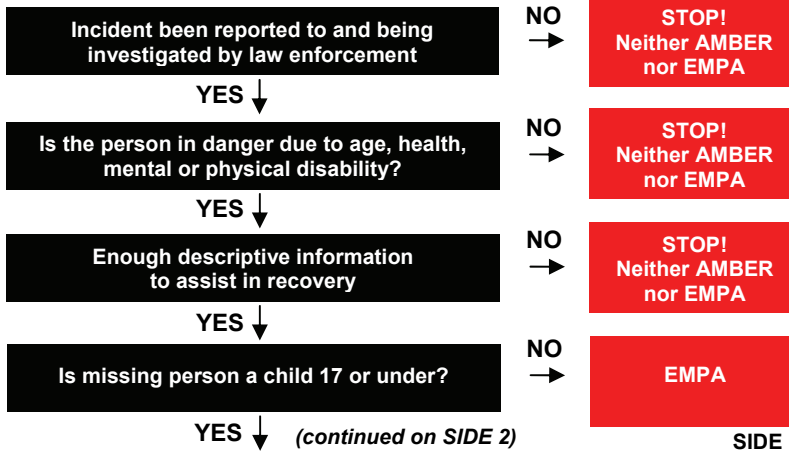 Incident been reported to and being
investigated by law enforcement
NO
STOP!
Neither AMBER
nor EMPA
YES
Is the person in danger due to age, health,
mental or physical disability?
NO
STOP!
Neither AMBER
nor EMPA
YES
Enough descriptive information
to assist in recovery
NO
STOP!
Neither AMBER
nor EMPA
YES
Is missing person a child 17 or under?
NO
EMPA
YES
(continued on SIDE 2)
SIDE